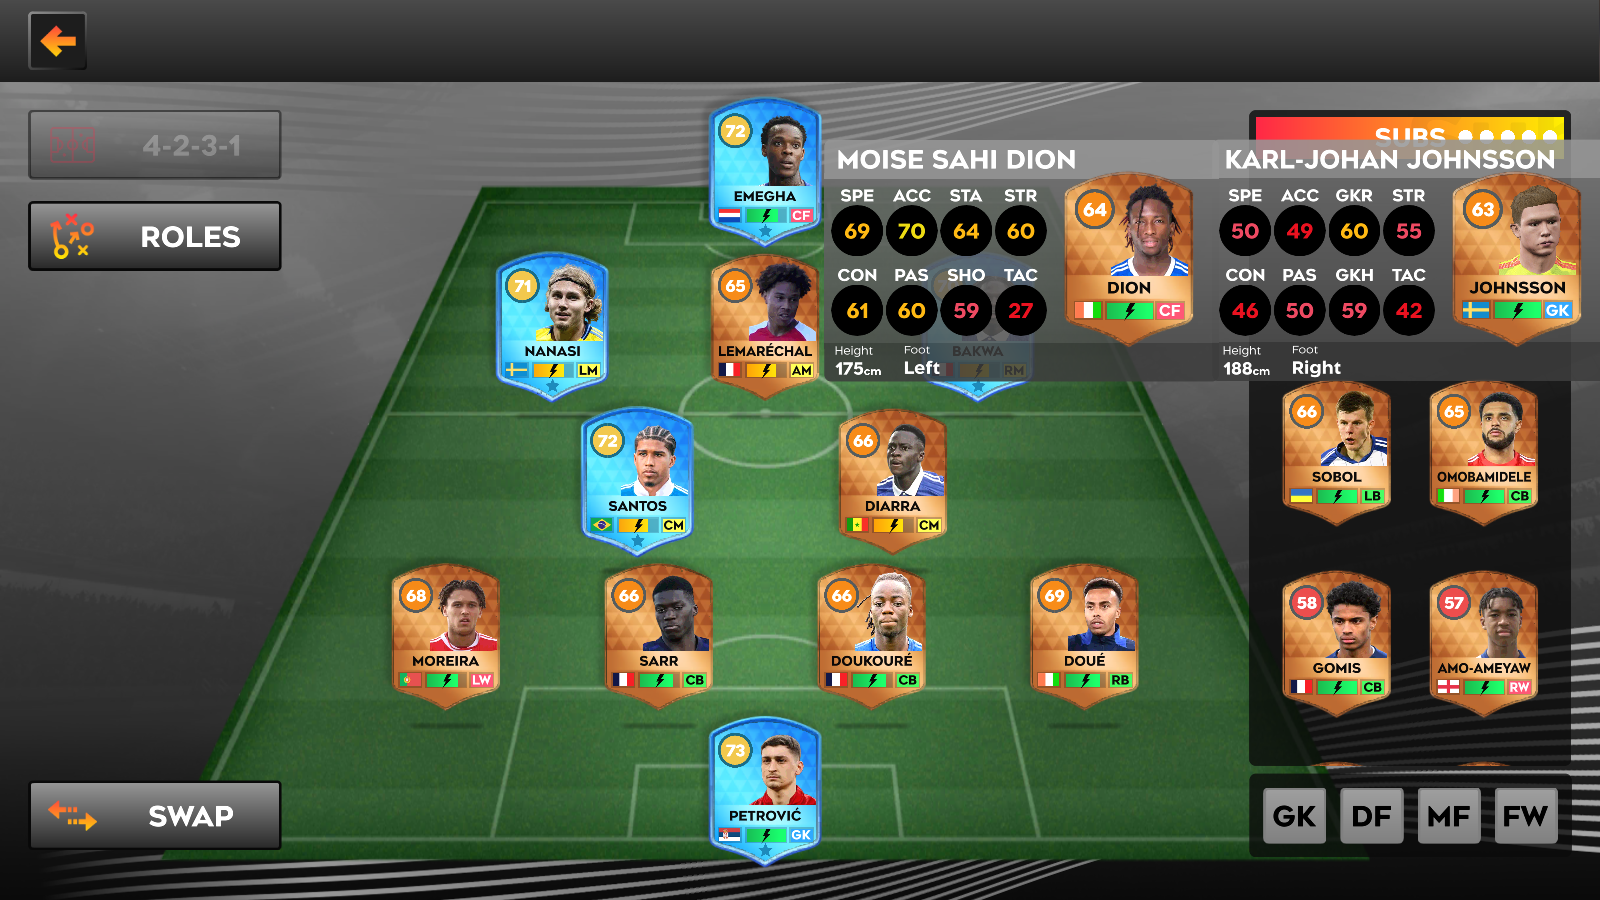 4-2-3-1
ROLES
SWAP
72
EMEGHA
CF
71
NANASI
LM
65
LEMARÉCHAL
AM
BAKWA
RM
72
SANTOS
CM
66
DIARRA
CM
68
MOREIRA
LW
66
SARR
CB
66
DOUKOURÉ
CB
69
DOUÉ
RB
73
PETROVIĆ
GK
MOISE SAHI DION
SPE ACC STA STR
69 70 64 60
CON PAS SHO TAC
61 60 59 27
Height Foot
175cm Left
64
DION
CF
SUBS
KARL-JOHAN JOHNSSON
SPE ACC GKR STR
50 49 60 55
CON PAS GKH TAC
46 50 59 42
Height Foot
188cm Right
63
JOHNSSON
GK
66
SOBOL
LB
65
OMOBAMIDELE
CB
58
GOMIS
CB
57
AMO-AMEYAW
RW
GK DF MF FW